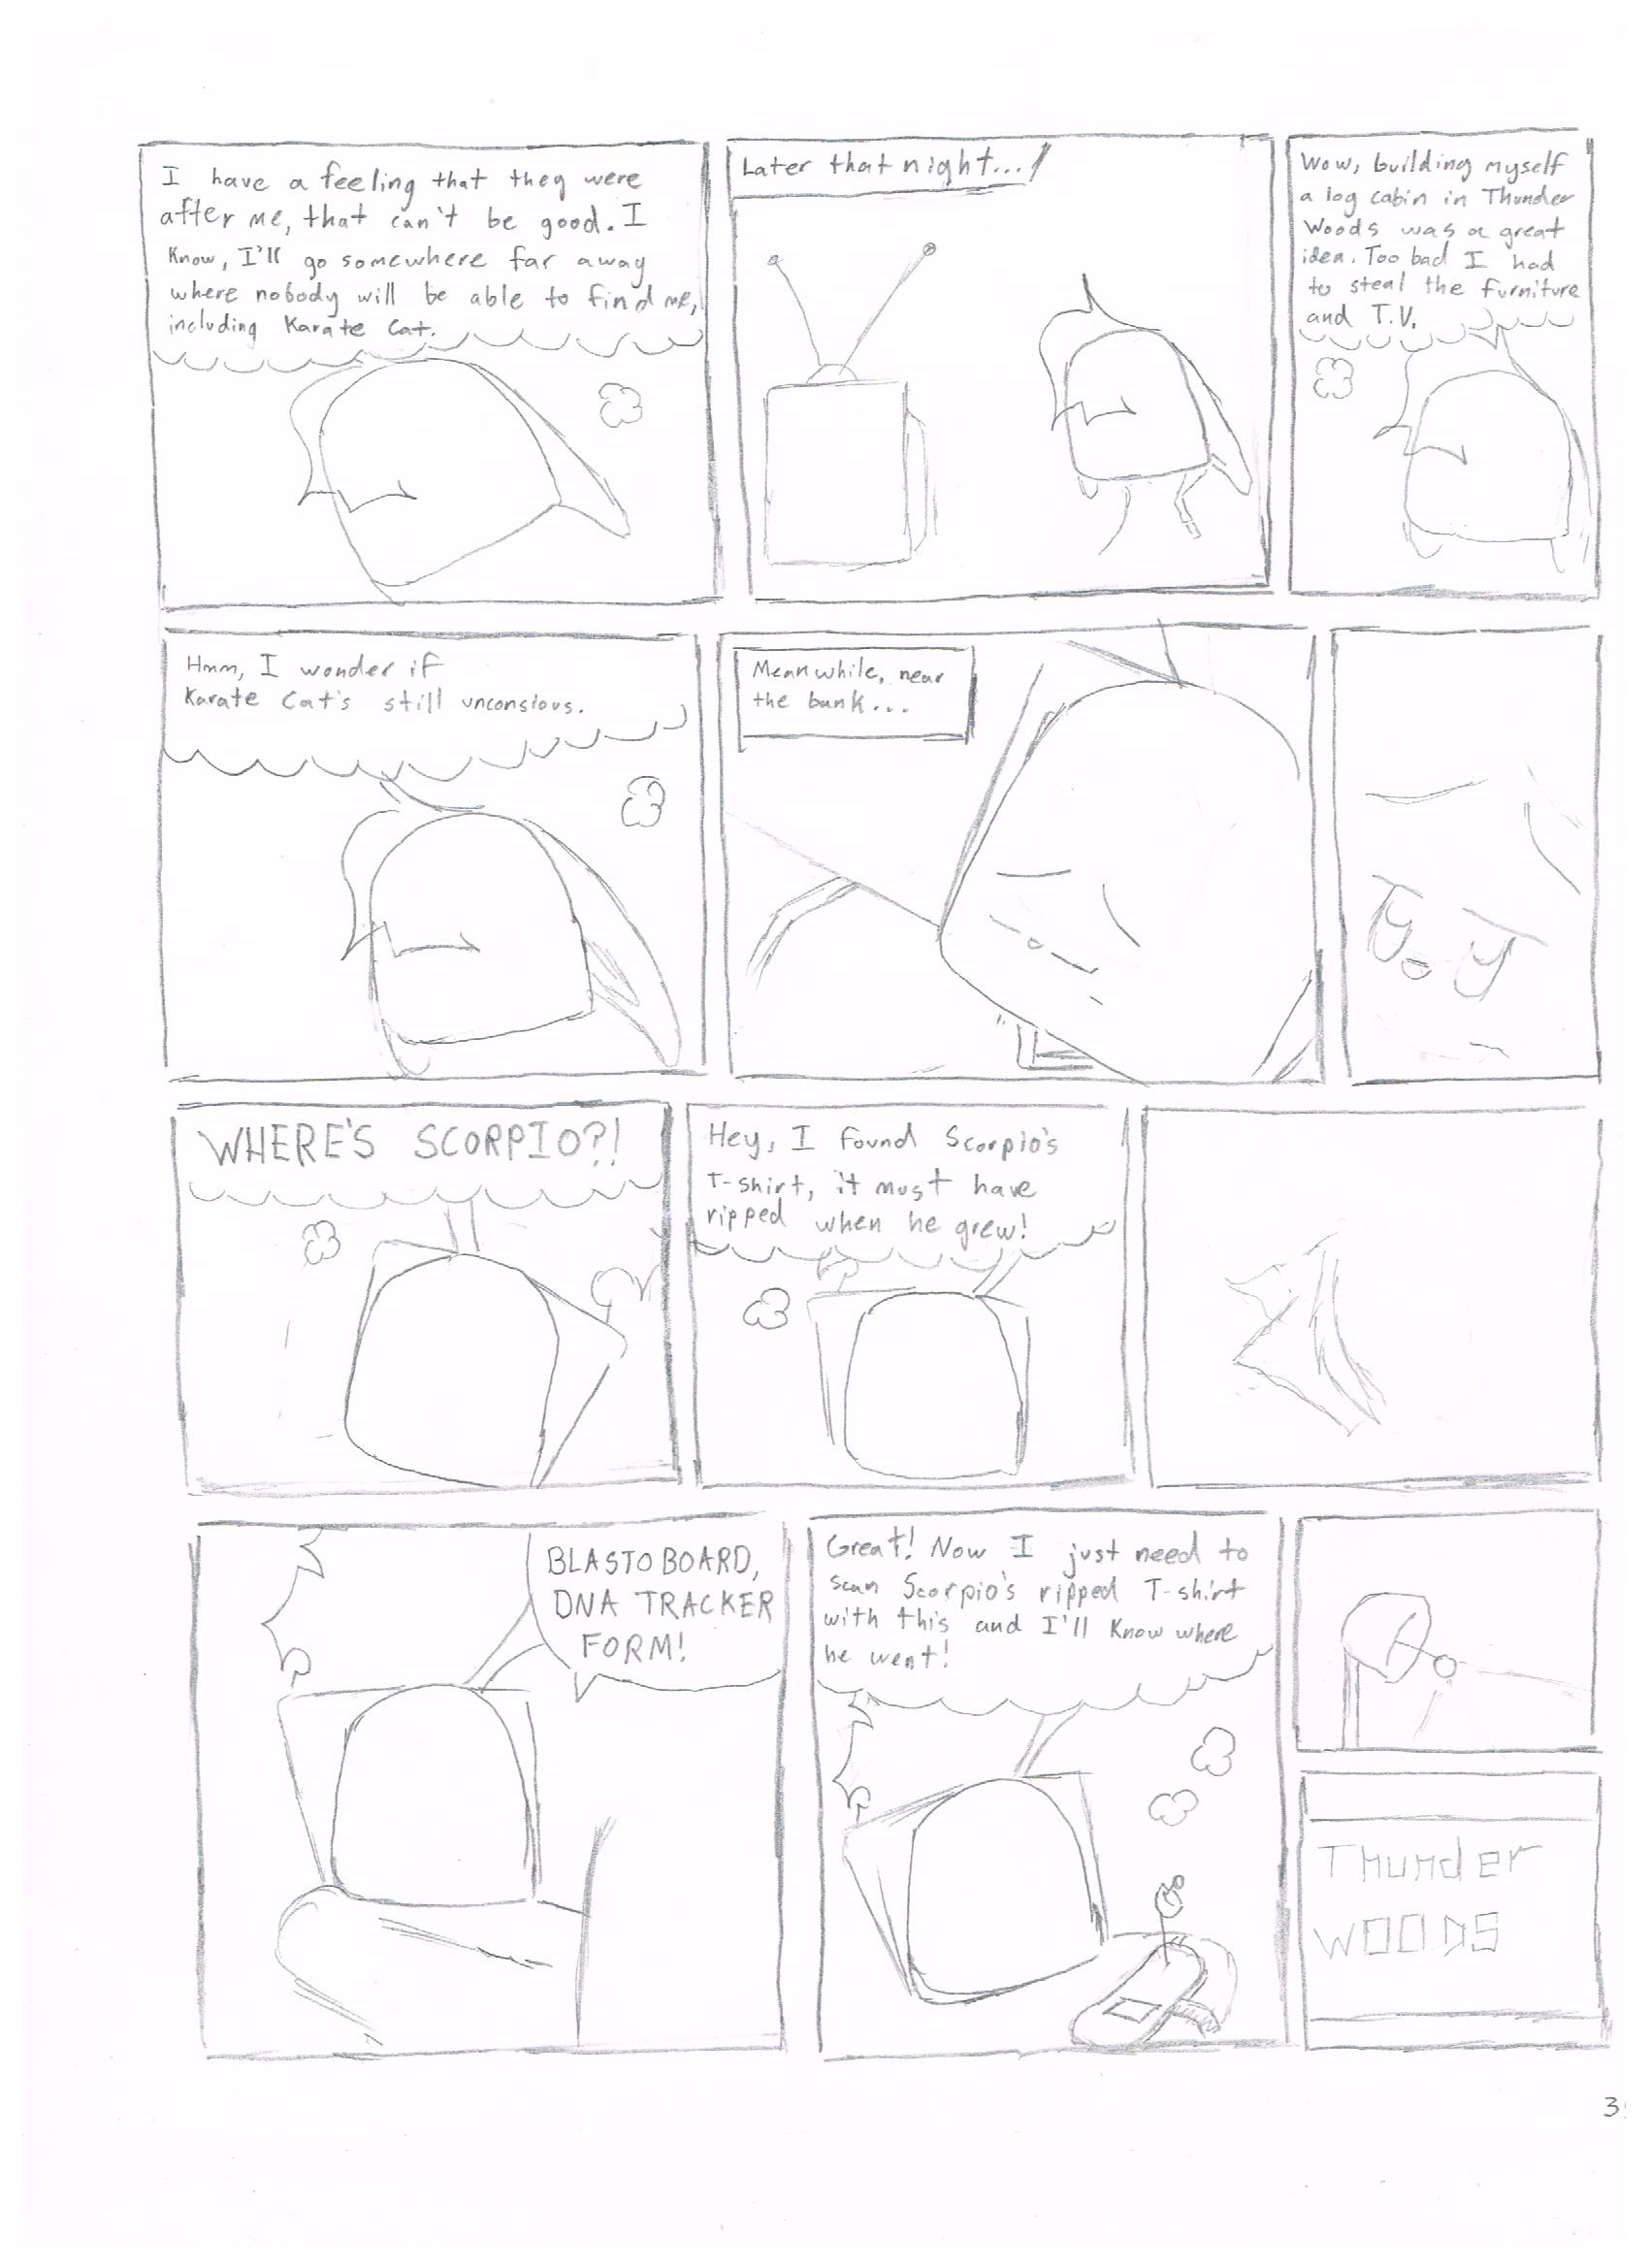 I have a feeling that they were
after me, that can't be good. I
Know, I'll go somewhere far away
where nobody will be able to find me,
including Karate Cat.
Later that night...
Wow, building myself
a log cabin in Thunder
Woods was a great
idea. Too bad I had
to steal the furniture
and T.V.
Hmm, I wonder if
Karate Cat's still unconsious.
Meanwhile, near
the bank...
WHERE'S SCORPIO?!
Hey, I found Scorpio's
T-shirt, it must have
ripped when he grew!
BLASTOBOARD,
DNA TRACKER
FORM!
Great! Now I just need to
scan Scorpio's ripped T-shirt
with this and I'll Know where
he went!
Thunder
WOODS